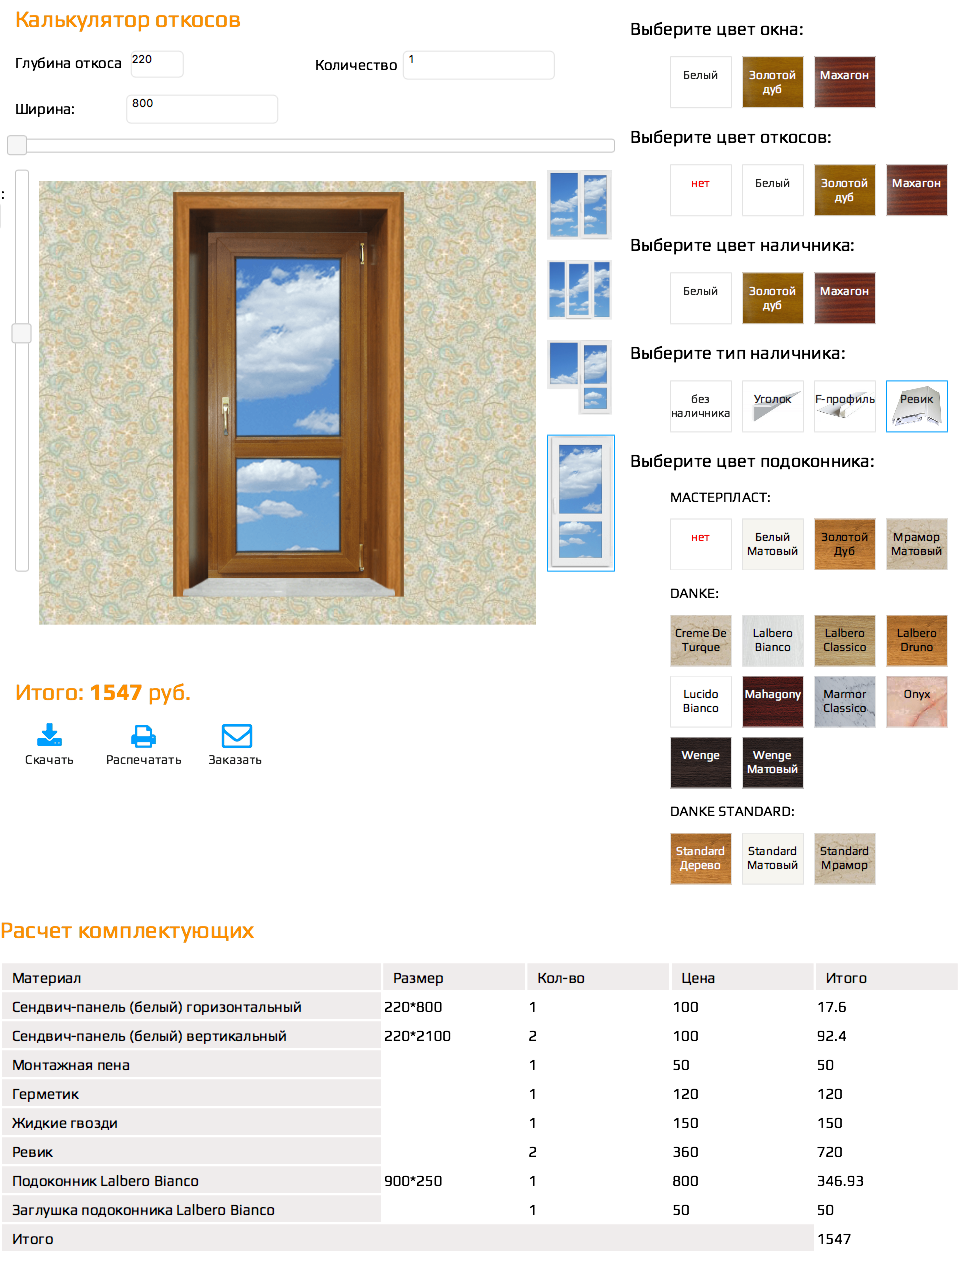 Калькулятор откосов
Глубина откоса 220
Количество 1
Ширина: 800
:
Итого: 1547 руб.
Скачать
Распечатать
Заказать
Выберите цвет окна:
Белый
Золотой дуб
Махагон
Выберите цвет откосов:
нет
Белый
Золотой дуб
Махагон
Выберите цвет наличника:
Белый
Золотой дуб
Махагон
Выберите тип наличника:
без наличника
Уголок
F-профиль
Ревик
Выберите цвет подоконника:
МАСТЕРПЛАСТ:
нет
Белый Матовый
Золотой Дуб
Мрамор Матовый
DANKE:
Creme De Turque
Lalbero Bianco
Lalbero Classico
Lalbero Druno
Lucido Bianco
Mahagony
Marmor Classico
Onyx
Wenge
Wenge Матовый
DANKE STANDARD:
Standard Дерево
Standard Матовый
Standard Мрамор
Расчет комплектующих
Материал Размер Кол-во Цена Итого
Сендвич-панель (белый) горизонтальный 220*800 1 100 17.6
Сендвич-панель (белый) вертикальный 220*2100 2 100 92.4
Монтажная пена 1 50 50
Герметик 1 120 120
Жидкие гвозди 1 150 150
Ревик 2 360 720
Подоконник Lalbero Bianco 900*250 1 800 346.93
Заглушка подоконника Lalbero Bianco 1 50 50
Итого 1547